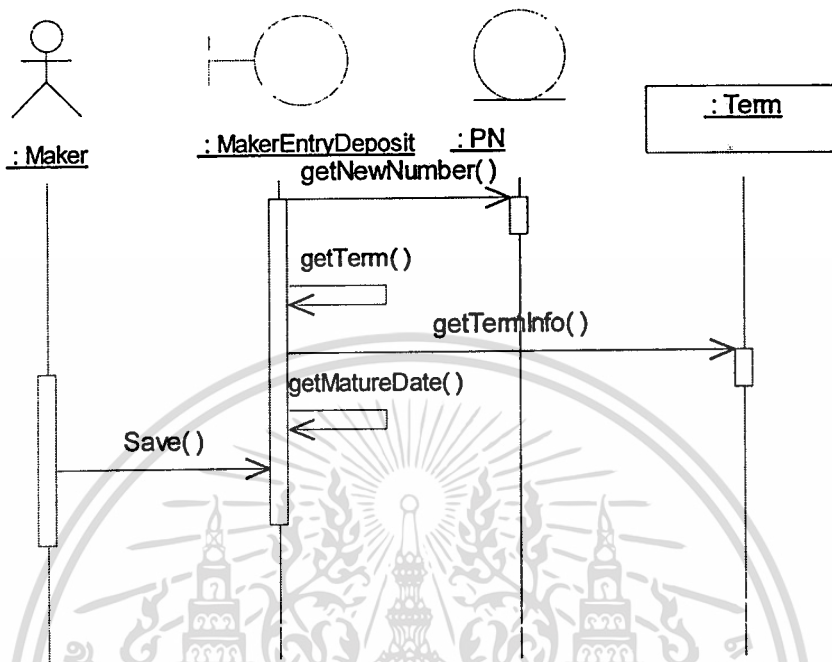 : Maker
: MakerEntryDeposit
: PN
: Term
getNewNumber()
getTerm()
getTermInfo()
getMatureDate()
Save()